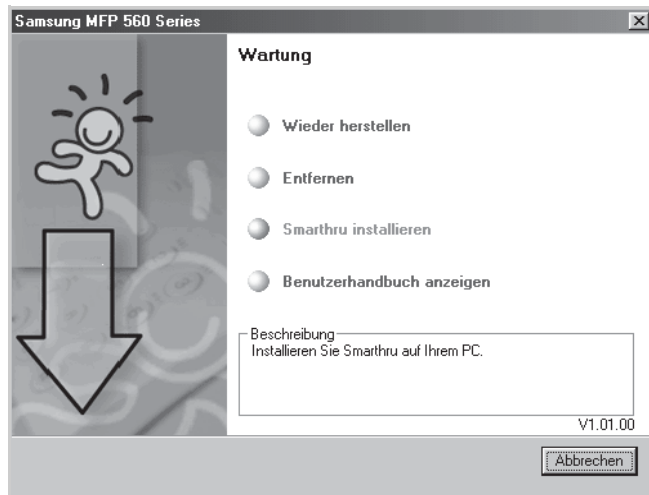 Samsung MFP 560 Series
Wartung
Wieder herstellen
Entfernen
Smarthru installieren
Benutzerhandbuch anzeigen
Beschreibung
Installieren Sie Smarthru auf Ihrem PC.
V1.01.00
Abbrechen